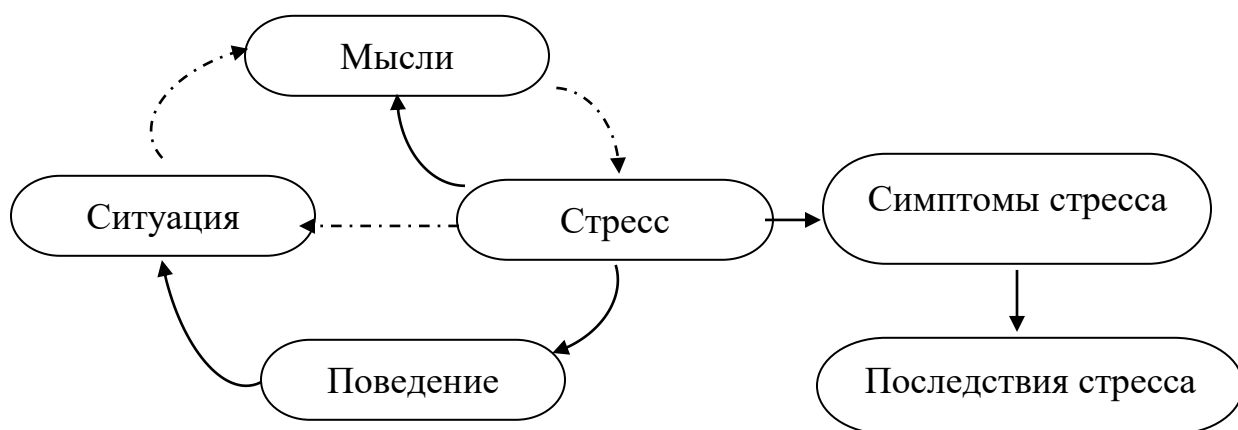 Мысли
Ситуация
Стресс
Симптомы стресса
Поведение
Последствия стресса